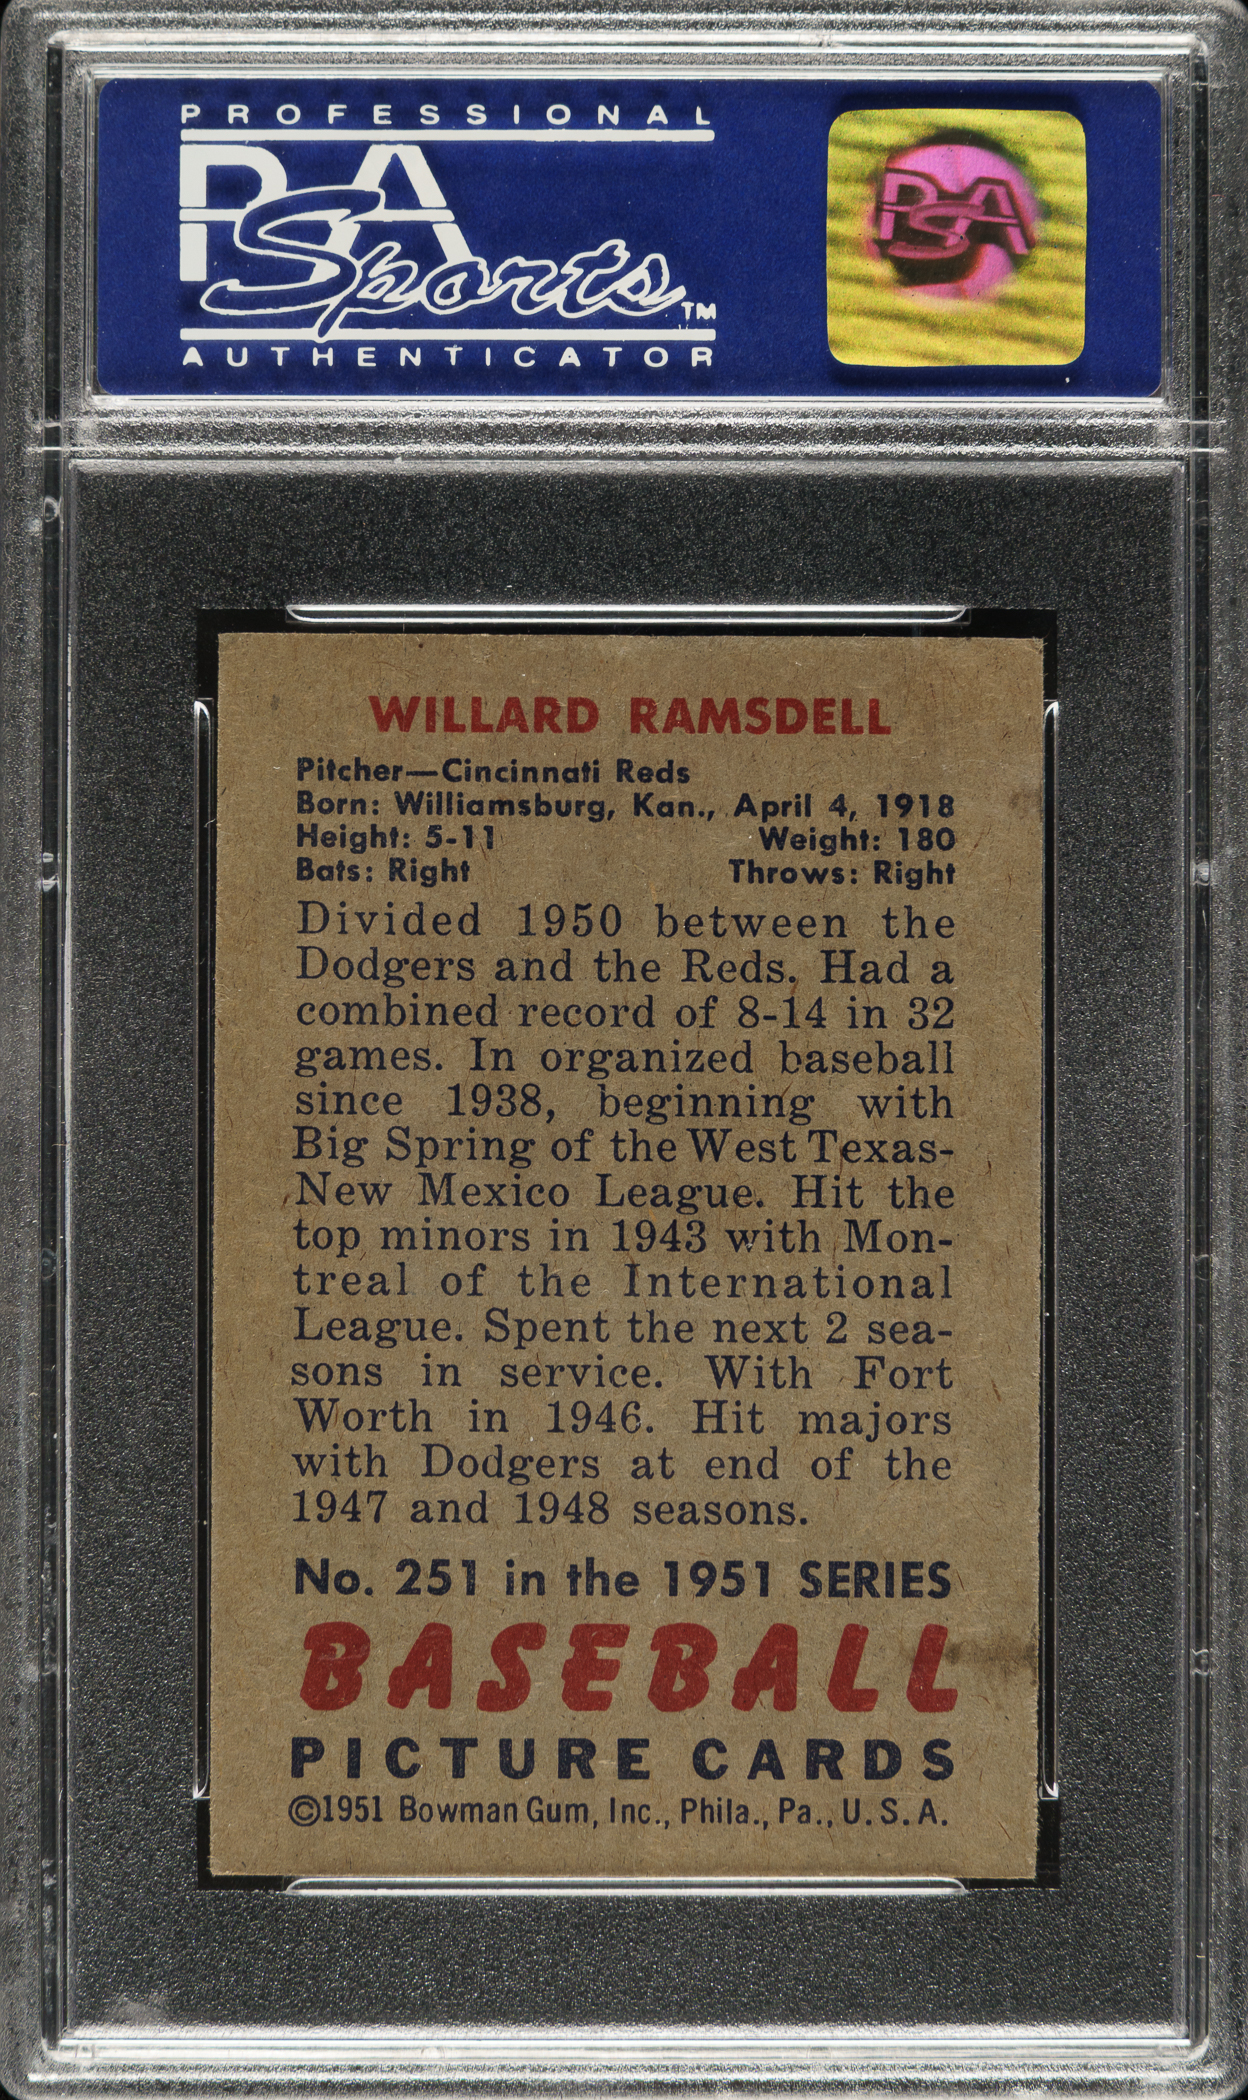 PROFESSIONAL
PSA
Sports™
AUTHENTICATOR
PSA
WILLARD RAMSDELL
Pitcher—Cincinnati Reds
Born: Williamsburg, Kan., April 4, 1918
Height: 5-11 Weight: 180
Bats: Right Throws: Right
Divided 1950 between the
Dodgers and the Reds. Had a
combined record of 8-14 in 32
games. In organized baseball
since 1938, beginning with
Big Spring of the West Texas-
New Mexico League. Hit the
top minors in 1943 with Mon-
treal of the International
League. Spent the next 2 sea-
sons in service. With Fort
Worth in 1946. Hit majors
with Dodgers at end of the
1947 and 1948 seasons.
No. 251 in the 1951 SERIES
BASEBALL
PICTURE CARDS
©1951 Bowman Gum, Inc., Phila., Pa., U.S.A.